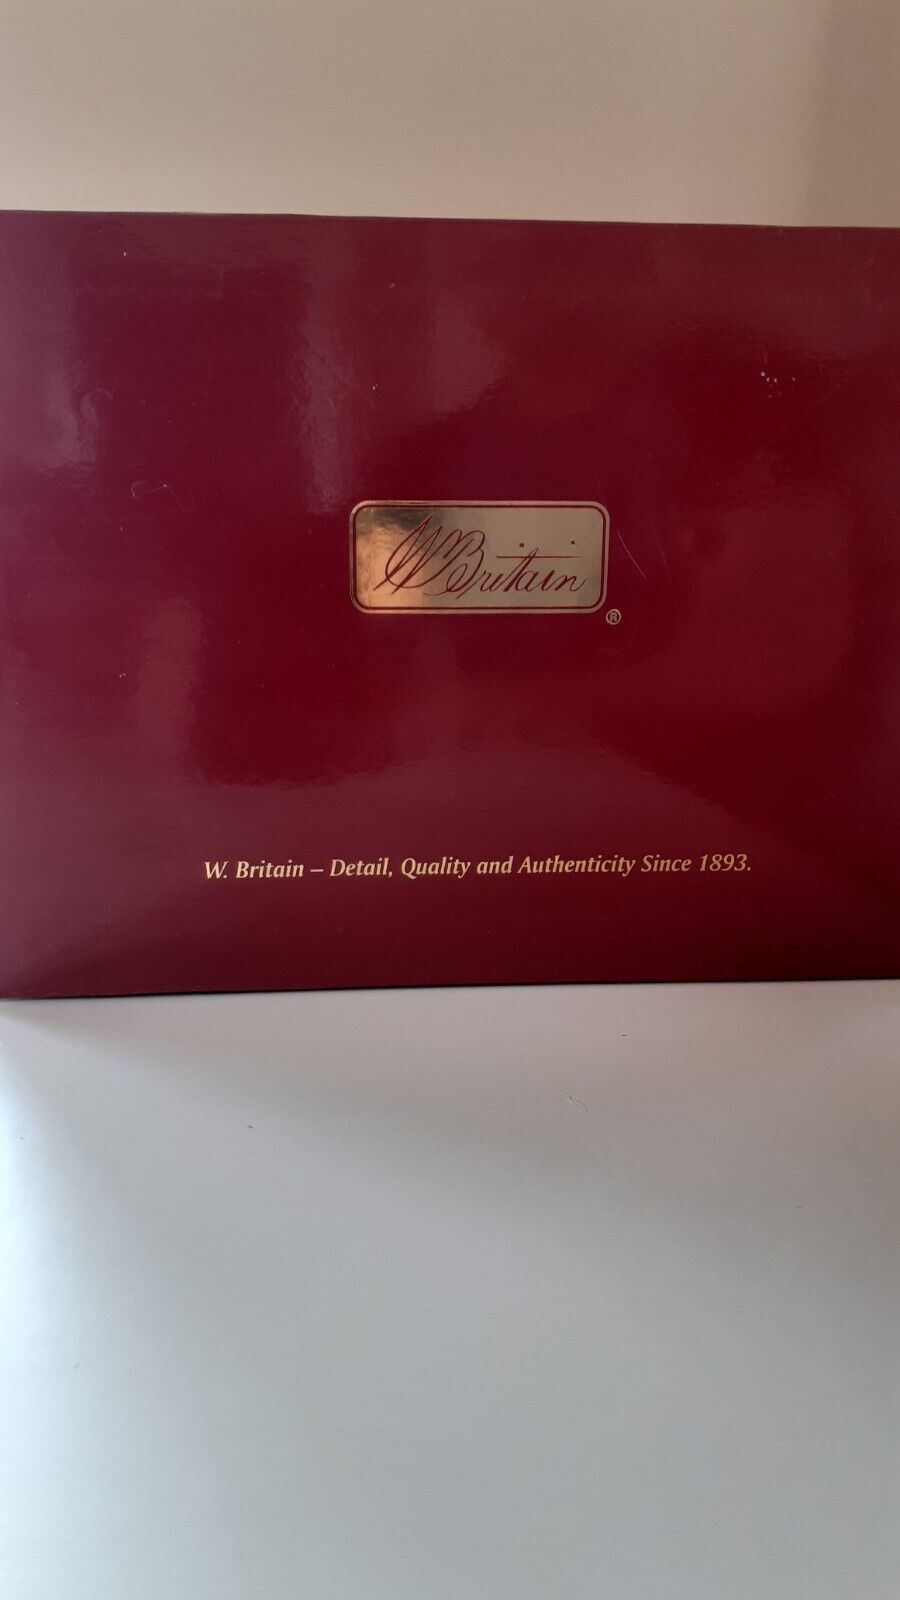 W Britain
®
W. Britain – Detail, Quality and Authenticity Since 1893.